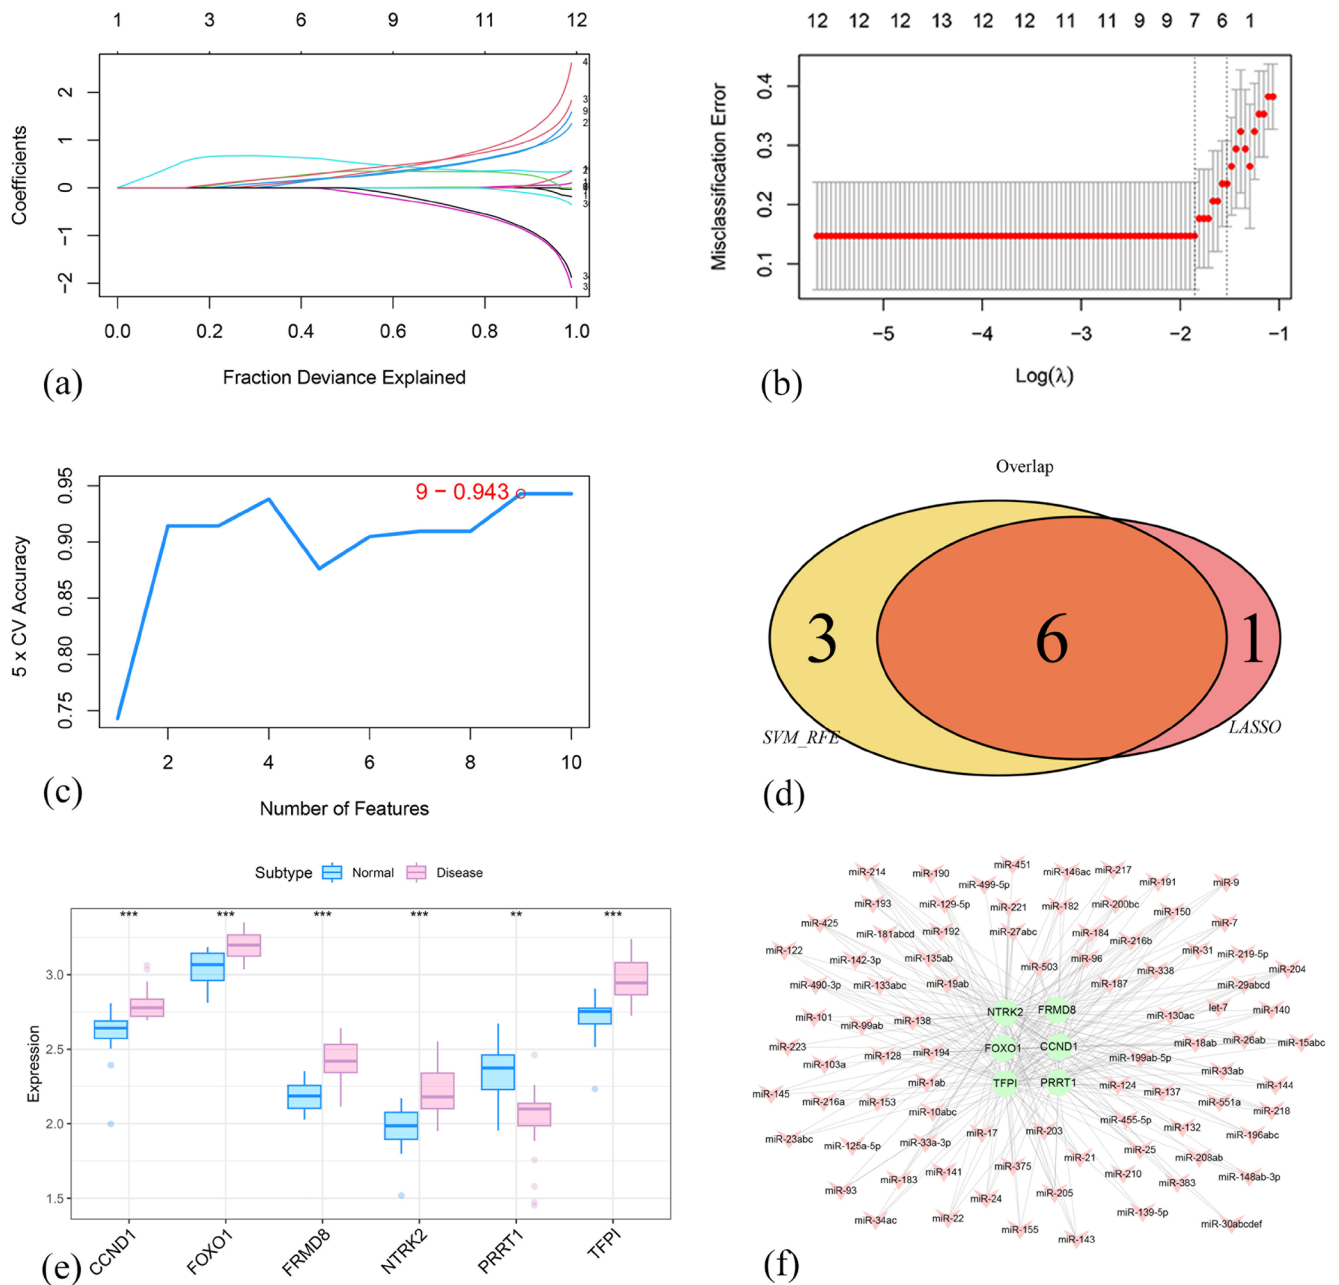 1 3 6 9 11 12
Coefficients
2
1
0
−1
−2
4
9
0.0 0.2 0.4 0.6 0.8 1.0
Fraction Deviance Explained
(a)
12 12 12 13 12 12 11 11 9 9 7 6 1
Misclassification Error
0.4
0.3
0.2
0.1
−5 −4 −3 −2 −1
Log(λ)
(b)
5 x CV Accuracy
0.95
0.90
0.85
0.80
0.75
9 − 0.943
2 4 6 8 10
Number of Features
(c)
Overlap
3 6 1
SVM_RFE
LASSO
(d)
Subtype Normal Disease
*** *** *** *** ** ***
Expression
3.0
2.5
2.0
1.5
CCND1 FOXO1 FRMD8 NTRK2 PRRT1 TFPI
(e)
miR-451
miR-214 miR-190 miR-146ac miR-217
miR-499-5p miR-191 miR-9
miR-193 miR-129-5p miR-221 miR-182 miR-200bc
miR-150
miR-425 miR-7
miR-181abcd miR-192 miR-27abc miR-184
miR-216b
miR-122 miR-142-3p miR-135ab miR-96 miR-31 miR-219-5p
miR-503 miR-338 miR-204
miR-490-3p miR-133abc miR-19ab miR-187 miR-29abcd
NTRK2 FRMD8 let-7 miR-140
miR-101 miR-99ab miR-138 miR-130ac
miR-223 FOXO1 CCND1 miR-18ab miR-26ab miR-15abc
miR-103a miR-128 miR-194 miR-199ab-5p
miR-33ab
TFPI PRRT1 miR-124 miR-144
miR-145 miR-216a miR-153 miR-1ab miR-137
miR-551a miR-218
miR-10abc miR-455-5p
miR-23abc miR-125a-5p miR-33a-3p miR-17 miR-203 miR-132 miR-196abc
miR-25
miR-21 miR-208ab
miR-183 miR-141 miR-375 miR-210 miR-148ab-3p
miR-93 miR-24 miR-205 miR-383
miR-139-5p
miR-34ac miR-22 miR-155 miR-143 miR-30abcdef
(f)